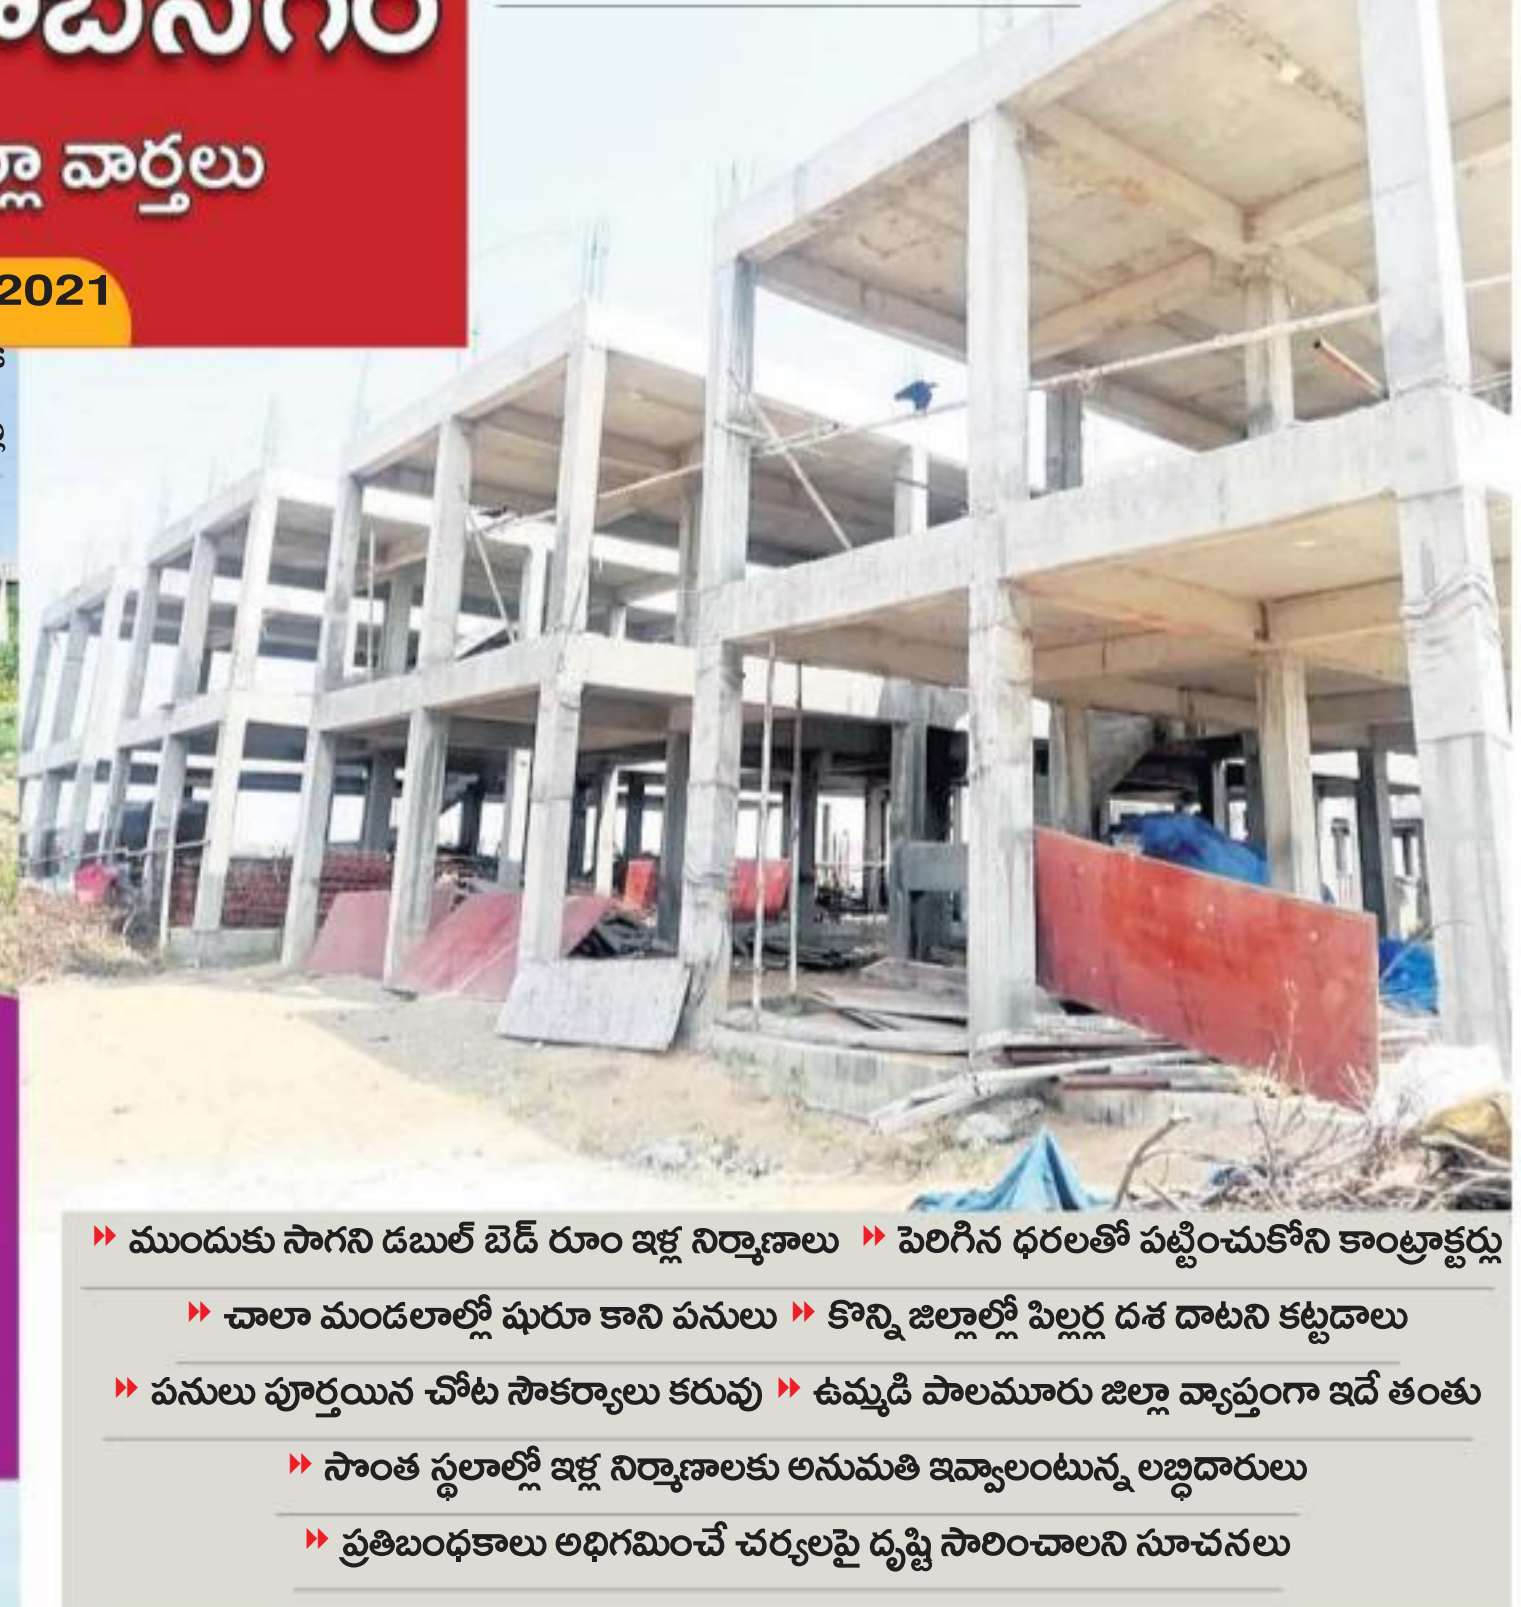 వార్తలు
2021
ముందుకు సాగని డబుల్ బెడ్ రూం ఇళ్ల నిర్మాణాలు పెరిగిన ధరలతో పట్టించుకోని కాంట్రాక్టర్లు
చాలా మండలాల్లో షురూ కాని పనులు కొన్ని జిల్లాల్లో పిల్లర్ల దశ దాటని కట్టడాలు
పనులు పూర్తయిన చోట సౌకర్యాలు కరువు ఉమ్మడి పాలమూరు జిల్లా వ్యాప్తంగా ఇదే తంతు
సొంత స్థలాల్లో ఇళ్ల నిర్మాణాలకు అనుమతి ఇవ్వాలంటున్న లబ్ధిదారులు
ప్రతిబంధకాలు అధిగమించే చర్యలపై దృష్టి సారించాలని సూచనలు